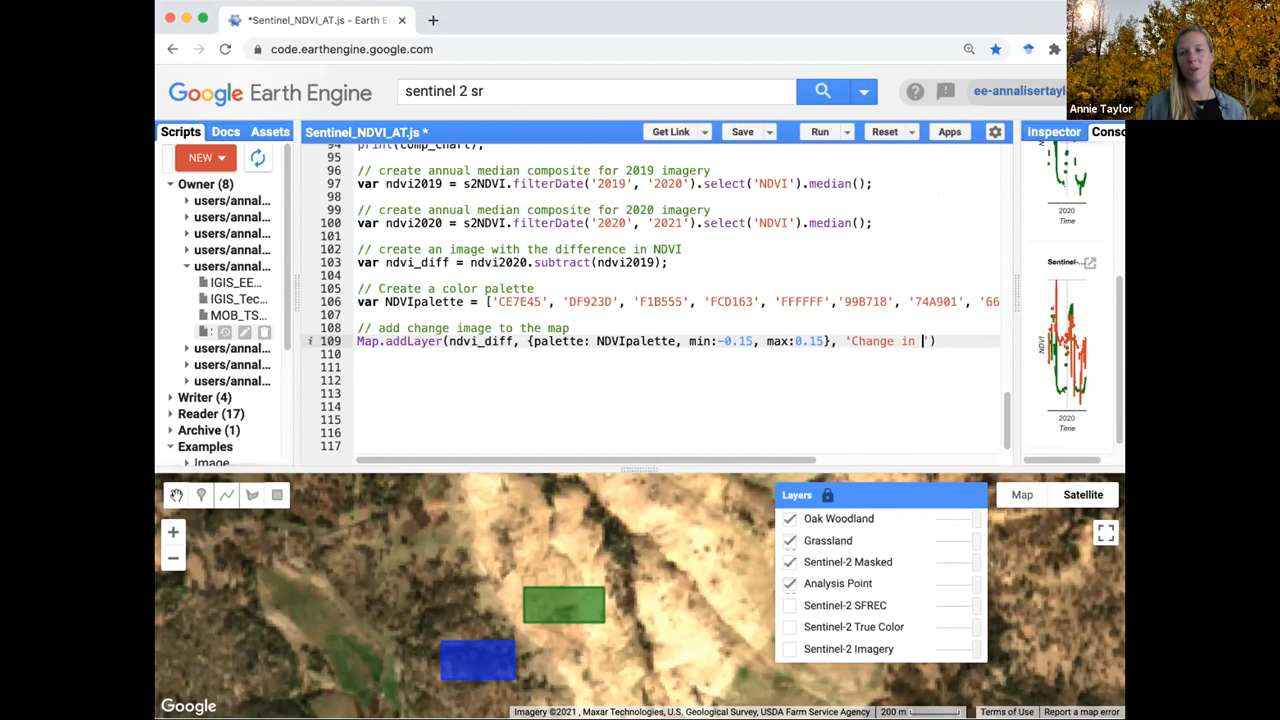 *Sentinel_NDVI_AT.js - Earth E
code.earthengine.google.com
Google Earth Engine
sentinel 2 sr
ee-annalisertayl
Annie Taylor
Scripts Docs Assets
NEW
Owner (8)
users/annal...
users/annal...
users/annal...
users/annal...
users/annal...
IGIS_EE...
IGIS_Tec...
MOB_TS...
users/annal...
users/annal...
users/annal...
Writer (4)
Reader (17)
Archive (1)
Examples
Image
Sentinel_NDVI_AT.js *
Get Link Save Run Reset Apps
94 print(comp_chart);
95
96 // create annual median composite for 2019 imagery
97 var ndvi2019 = s2NDVI.filterDate('2019', '2020').select('NDVI').median();
98
99 // create annual median composite for 2020 imagery
100 var ndvi2020 = s2NDVI.filterDate('2020', '2021').select('NDVI').median();
101
102 // create an image with the difference in NDVI
103 var ndvi_diff = ndvi2020.subtract(ndvi2019);
104
105 // Create a color palette
106 var NDVIpalette = ['CE7E45', 'DF923D', 'F1B555', 'FCD163', 'FFFFFF','99B718', '74A901', '66
107
108 // add change image to the map
i 109 Map.addLayer(ndvi_diff, {palette: NDVIpalette, min:-0.15, max:0.15}, 'Change in ')
110
111
112
113
114
115
116
117
Inspector Conso
2020
Time
Sentinel-...
NDVI
2020
Time
Layers
Oak Woodland
Grassland
Sentinel-2 Masked
Analysis Point
Sentinel-2 SFREC
Sentinel-2 True Color
Sentinel-2 Imagery
Map Satellite
+
−
Google
Imagery ©2021 , Maxar Technologies, U.S. Geological Survey, USDA Farm Service Agency 200 m Terms of Use Report a map error